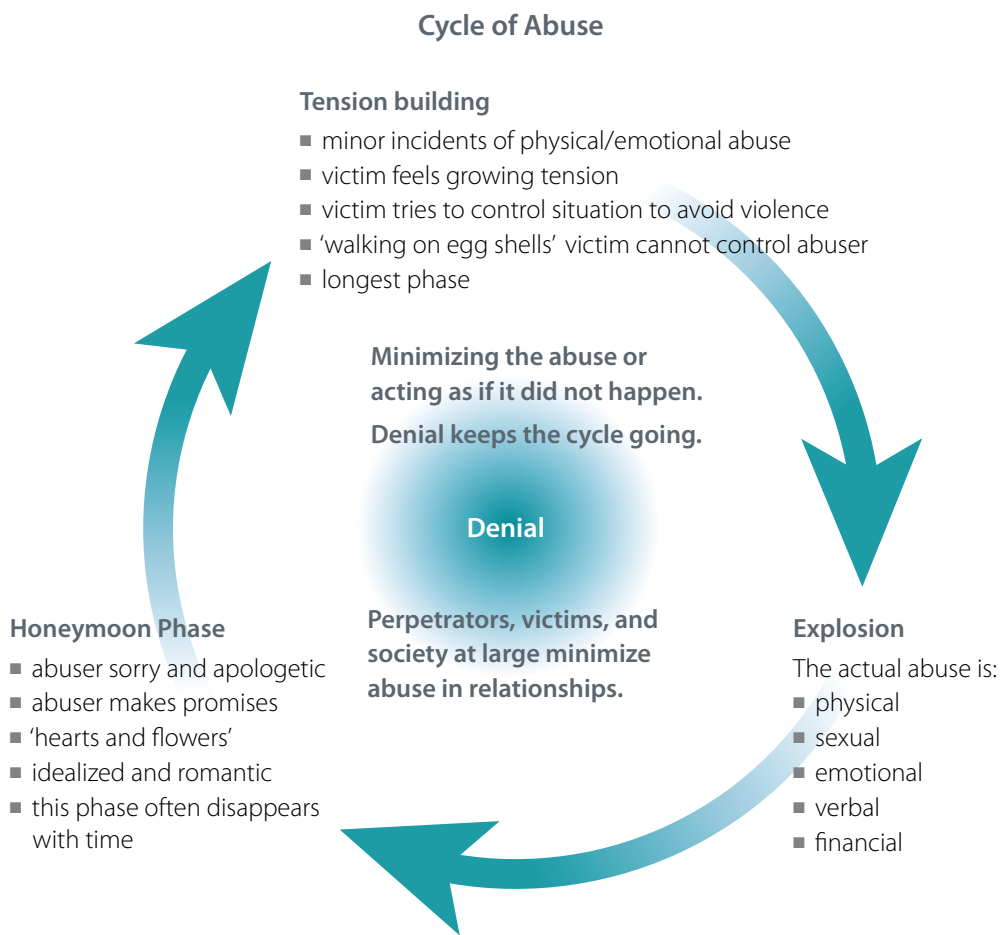 Cycle of Abuse
Tension building
■ minor incidents of physical/emotional abuse
■ victim feels growing tension
■ victim tries to control situation to avoid violence
■ ‘walking on egg shells’ victim cannot control abuser
■ longest phase
Minimizing the abuse or
acting as if it did not happen.
Denial keeps the cycle going.
Denial
Perpetrators, victims, and
society at large minimize
abuse in relationships.
Explosion
The actual abuse is:
■ physical
■ sexual
■ emotional
■ verbal
■ financial
Honeymoon Phase
■ abuser sorry and apologetic
■ abuser makes promises
■ ‘hearts and flowers’
■ idealized and romantic
■ this phase often disappears
with time